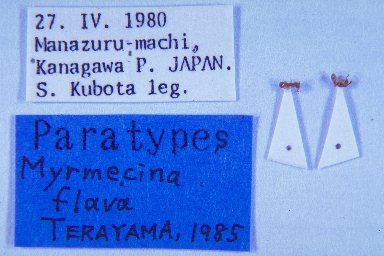 27. IV. 1980
Manazuru-machi,
Kanagawa P. JAPAN.
S. Kubota leg.
Paratypes
Myrmecina
flava
TERAYAMA, 1985